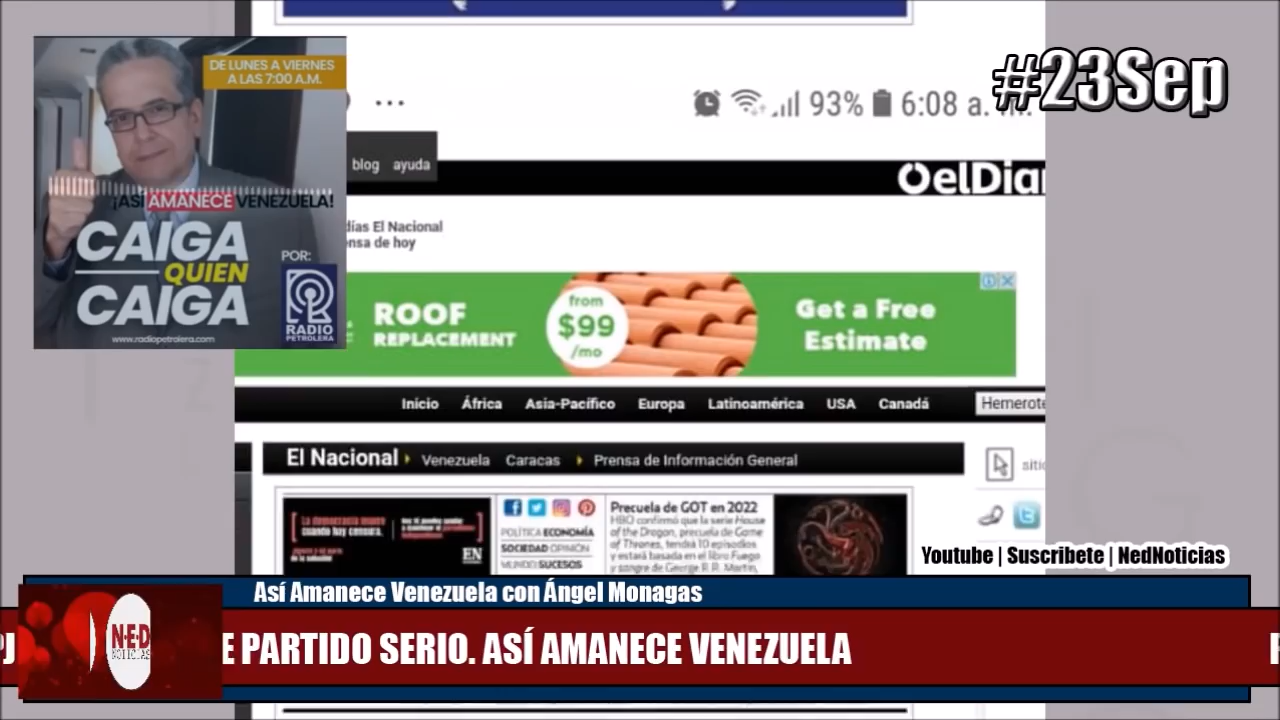 #23Sep
DE LUNES A VIERNES
A LAS 7:00 A.M.
93% 6:08 a. m.
blog ayuda
¡ASÍ AMANECE VENEZUELA!
CAIGA
QUIEN
CAIGA
POR:
RADIO
PETROLERA
www.radiopetrolera.com
elDiar
días El Nacional
ensa de hoy
ROOF
REPLACEMENT
from
$99
/mo
Get a Free
Estimate
Inicio África Asia-Pacífico Europa Latinoamérica USA Canadá
Hemerote
El Nacional Venezuela Caracas Prensa de Información General
sitio
La democracia muere
cuando hay censura.
EN
POLÍTICA ECONOMÍA
SOCIEDAD OPINIÓN
MUNDO SUCESOS
Precuela de GOT en 2022
HBO confirmó que la serie House
of the Dragon, precuela de Game
of Thrones, tendrá 10 episodios
y estará basada en el libro Fuego
y sangre de George R.R. Martin,
Youtube | Suscribete | NedNoticias
Así Amanece Venezuela con Ángel Monagas
N-E-D
NOTICIAS
E PARTIDO SERIO. ASÍ AMANECE VENEZUELA